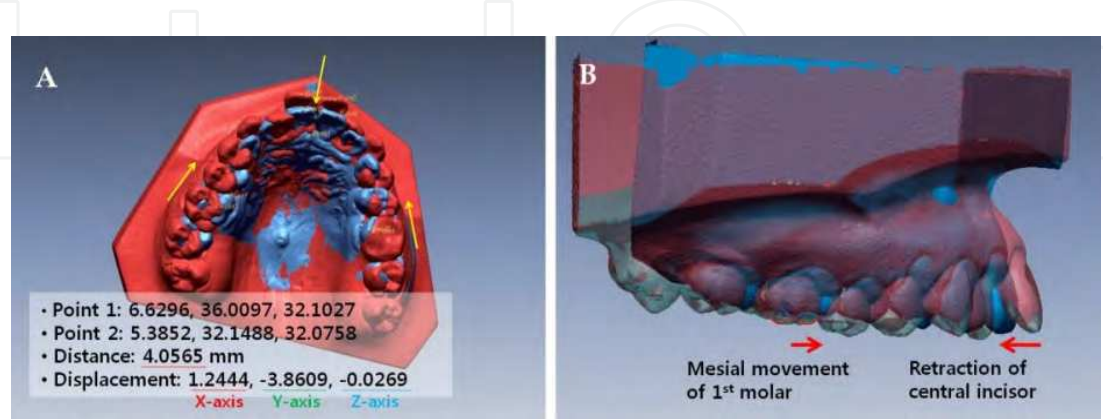 A
• Point 1: 6.6296, 36.0097, 32.1027
• Point 2: 5.3852, 32.1488, 32.0758
• Distance: 4.0565 mm
• Displacement: 1.2444, -3.8609, -0.0269
X-axis Y-axis Z-axis
B
Mesial movement
of 1st molar
Retraction of
central incisor